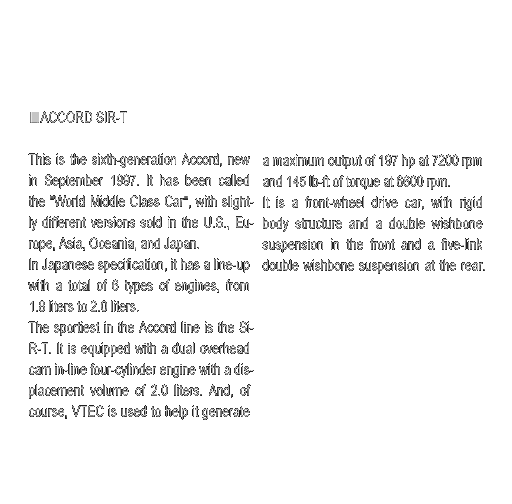 ■ACCORD SIR-T
This is the sixth-generation Accord, new
in September 1997. It has been called
the "World Middle Class Car", with slight-
ly different versions sold in the U.S., Eu-
rope, Asia, Oceania, and Japan.
In Japanese specification, it has a line-up
with a total of 6 types of engines, from
1.8 liters to 2.0 liters.
The sportiest in the Accord line is the Si-
R-T. It is equipped with a dual overhead
cam in-line four-cylinder engine with a dis-
placement volume of 2.0 liters. And, of
course, VTEC is used to help it generate
a maximum output of 197 hp at 7200 rpm
and 145 lb-ft of torque at 6600 rpm.
It is a front-wheel drive car, with rigid
body structure and a double wishbone
suspension in the front and a five-link
double wishbone suspension at the rear.